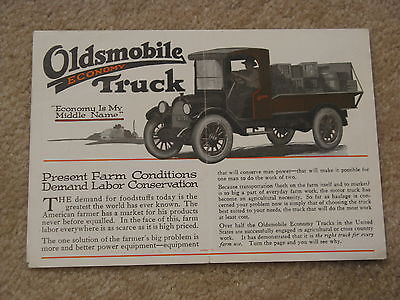 Oldsmobile
ECONOMY
Truck
"Economy Is My
Middle Name"
Present Farm Conditions
Demand Labor Conservation
THE demand for foodstuffs today is the
greatest the world has ever known. The
American farmer has a market for his products
never before equalled. In the face of this, farm
labor everywhere is as scarce as it is high priced.
The one solution of the farmer's big problem is
more and better power equipment—equipment
that will conserve man power—that will make it possible for
one man to do the work of two.
Because transportation (both on the farm itself and to market)
is so big a part of everyday farm work, the motor truck has
become an agricultural necessity. So far as haulage is con-
cerned your problem now is simply that of choosing the truck
best suited to your needs, the truck that will do the most work
at lowest cost.
Over half the Oldsmobile Economy Trucks in the United
States are successfully engaged in agricultural or cross country
work. It has demonstrated that it is the right truck for every
farm use. Turn the page and you will see why.